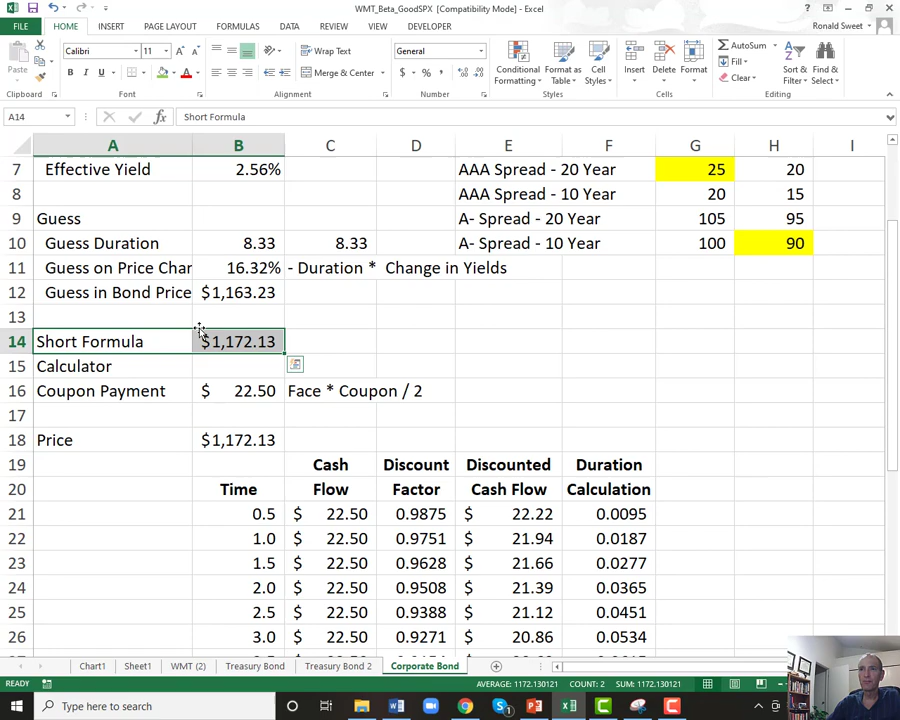 WMT_Beta_GoodSPX [Compatibility Mode] - Excel
FILE HOME INSERT PAGE LAYOUT FORMULAS DATA REVIEW VIEW DEVELOPER Ronald Sweet
Paste Calibri 11 A A Wrap Text General Conditional Formatting Format as Table Cell Styles Insert Delete Format AutoSum Fill Clear Sort & Filter Find & Select
B I U A Merge & Center $ % ,
Clipboard Font Alignment Number Styles Cells Editing
A14 fx Short Formula
A B C D E F G H I
7 Effective Yield 2.56% AAA Spread - 20 Year 25 20
8 AAA Spread - 10 Year 20 15
9 Guess A- Spread - 20 Year 105 95
10 Guess Duration 8.33 8.33 A- Spread - 10 Year 100 90
11 Guess on Price Char 16.32% - Duration * Change in Yields
12 Guess in Bond Price $1,163.23
13
14 Short Formula $1,172.13
15 Calculator
16 Coupon Payment $ 22.50 Face * Coupon / 2
17
18 Price $1,172.13
19 Cash Discount Discounted Duration
20 Time Flow Factor Cash Flow Calculation
21 0.5 $ 22.50 0.9875 $ 22.22 0.0095
22 1.0 $ 22.50 0.9751 $ 21.94 0.0187
23 1.5 $ 22.50 0.9628 $ 21.66 0.0277
24 2.0 $ 22.50 0.9508 $ 21.39 0.0365
25 2.5 $ 22.50 0.9388 $ 21.12 0.0451
26 3.0 $ 22.50 0.9271 $ 20.86 0.0534
Chart1 Sheet1 WMT (2) Treasury Bond Treasury Bond 2 Corporate Bond
READY AVERAGE: 1172.130121 COUNT: 2 SUM: 1172.130121
Type here to search